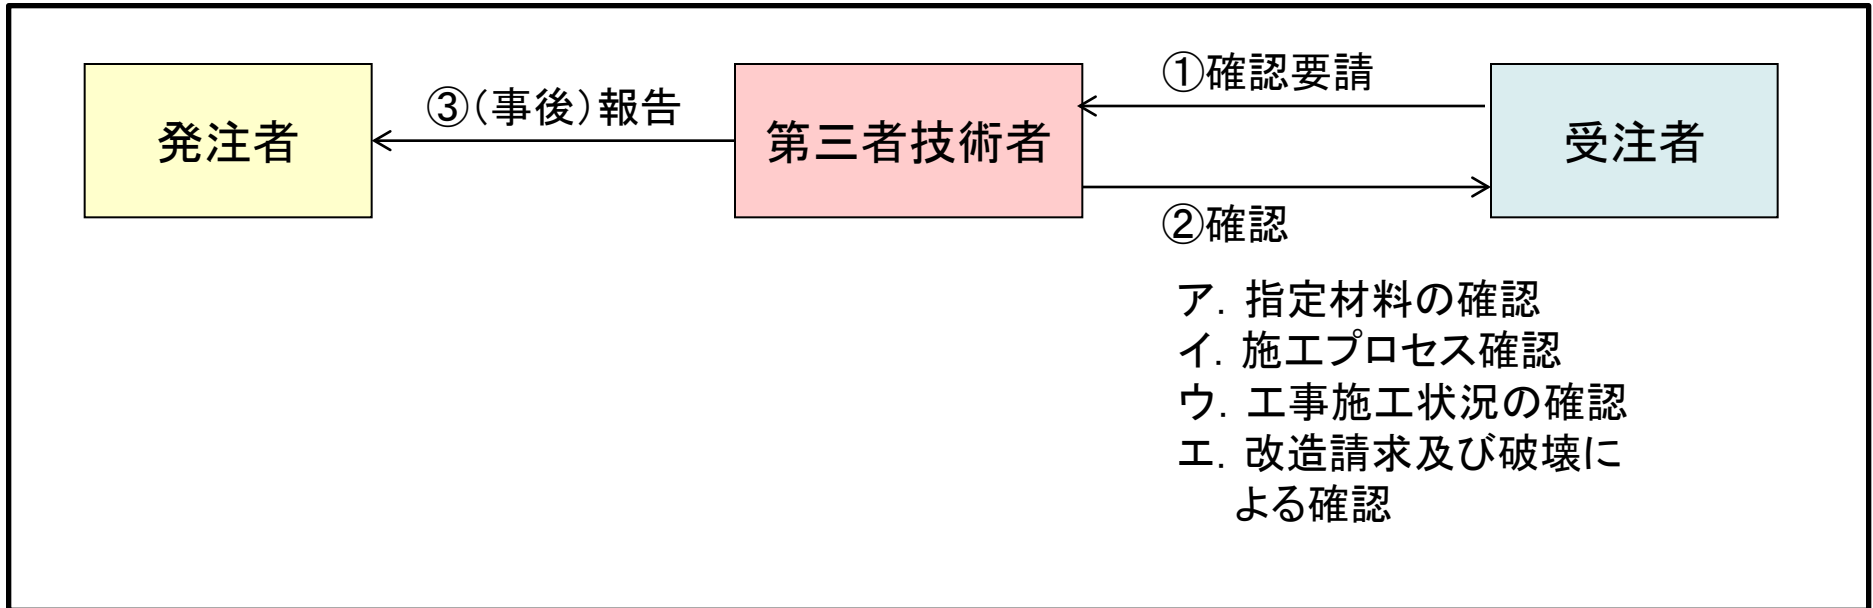 ①確認要請
③(事後)報告
発注者
第三者技術者
受注者
②確認
ア. 指定材料の確認
イ. 施工プロセス確認
ウ. 工事施工状況の確認
エ. 改造請求及び破壊に
よる確認